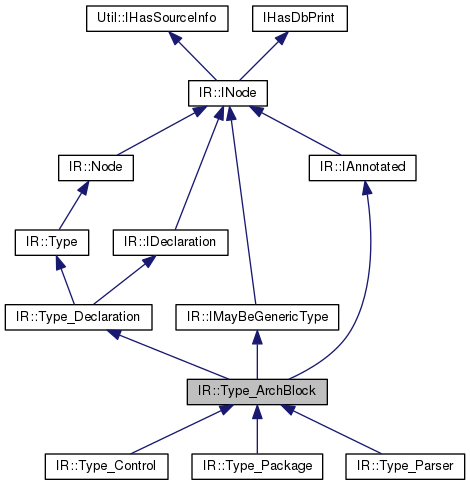 Util::IHasSourceInfo
IHasDbPrint
IR::INode
IR::Node
IR::IAnnotated
IR::Type
IR::IDeclaration
IR::Type_Declaration
IR::IMayBeGenericType
IR::Type_ArchBlock
IR::Type_Control
IR::Type_Package
IR::Type_Parser